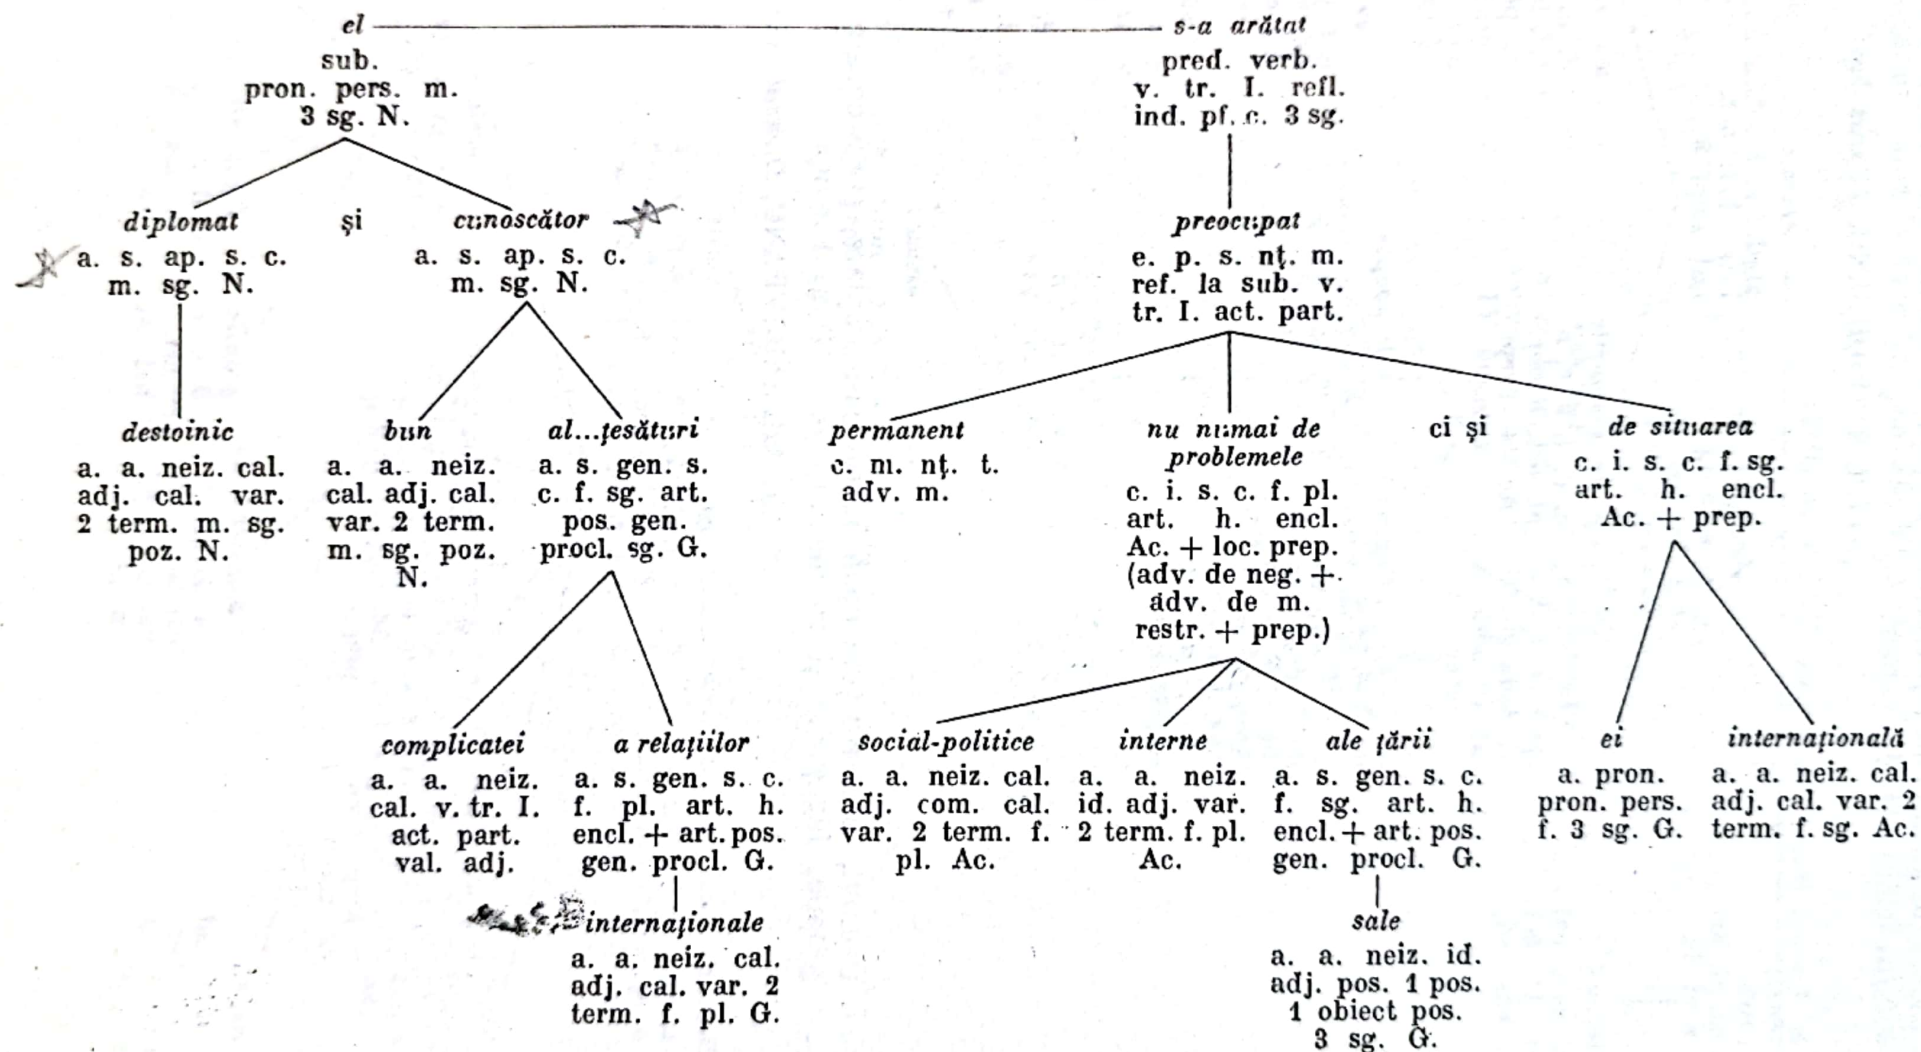 el
s-a arătat
sub.
pron. pers. m.
3 sg. N.
pred. verb.
v. tr. I. refl.
ind. pf. c. 3 sg.
diplomat
a. s. ap. s. c.
m. sg. N.
și
cunoscător
a. s. ap. s. c.
m. sg. N.
preocupat
e. p. s. nț. m.
ref. la sub. v.
tr. I. act. part.
destoinic
a. a. neiz. cal.
adj. cal. var.
2 term. m. sg.
poz. N.
bun
a. a. neiz.
cal. adj. cal.
var. 2 term.
m. sg. poz.
N.
al...țesături
a. s. gen. s.
c. f. sg. art.
pos. gen.
procl. sg. G.
permanent
c. m. nț. t.
adv. m.
nu numai de
problemele
c. i. s. c. f. pl.
art. h. encl.
Ac. + loc. prep.
(adv. de neg. +
adv. de m.
restr. + prep.)
ci și
de situarea
c. i. s. c. f. sg.
art. h. encl.
Ac. + prep.
complicatei
a. a. neiz.
cal. v. tr. I.
act. part.
val. adj.
a relațiilor
a. s. gen. s. c.
f. pl. art. h.
encl. + art. pos.
gen. procl. G.
social-politice
a. a. neiz. cal.
adj. com. cal.
var. 2 term. f.
pl. Ac.
interne
a. a. neiz.
id. adj. var.
2 term. f. pl.
Ac.
ale țării
a. s. gen. s. c.
f. sg. art. h.
encl. + art. pos.
gen. procl. G.
ei
a. pron.
pron. pers.
f. 3 sg. G.
internațională
a. a. neiz. cal.
adj. cal. var. 2
term. f. sg. Ac.
internaționale
a. a. neiz. cal.
adj. cal. var. 2
term. f. pl. G.
sale
a. a. neiz. id.
adj. pos. 1 pos.
1 obiect pos.
3 sg. G.